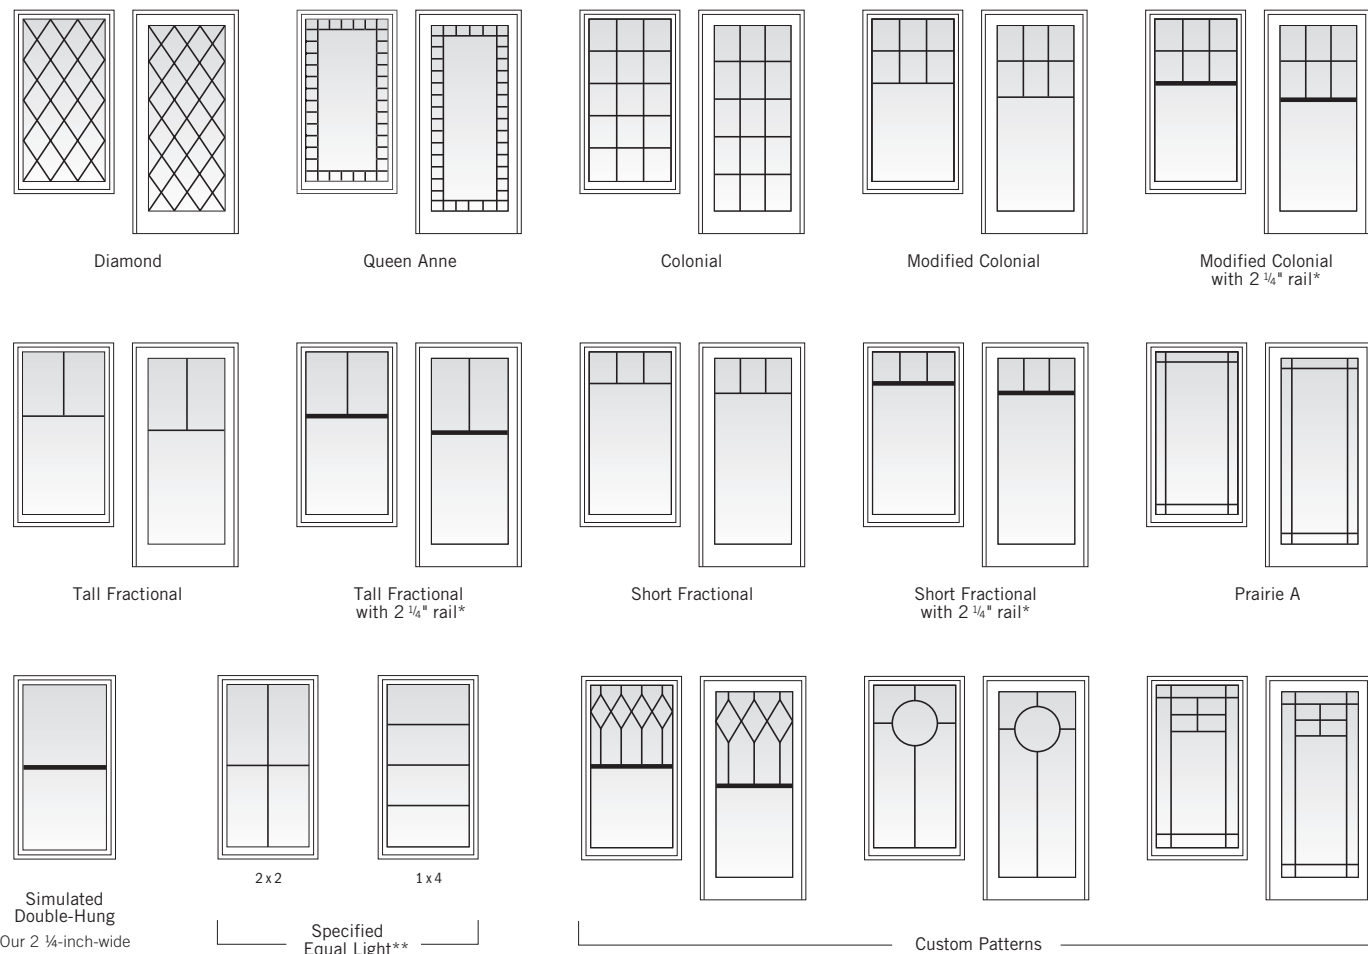 Diamond
Queen Anne
Colonial
Modified Colonial
Modified Colonial
with 2 ¼" rail*
Tall Fractional
Tall Fractional
with 2 ¼" rail*
Short Fractional
Short Fractional
with 2 ¼" rail*
Prairie A
Simulated
Double-Hung
Our 2 ¼-inch-wide
2 x 2
1 x 4
Specified
Equal Light**
Custom Patterns